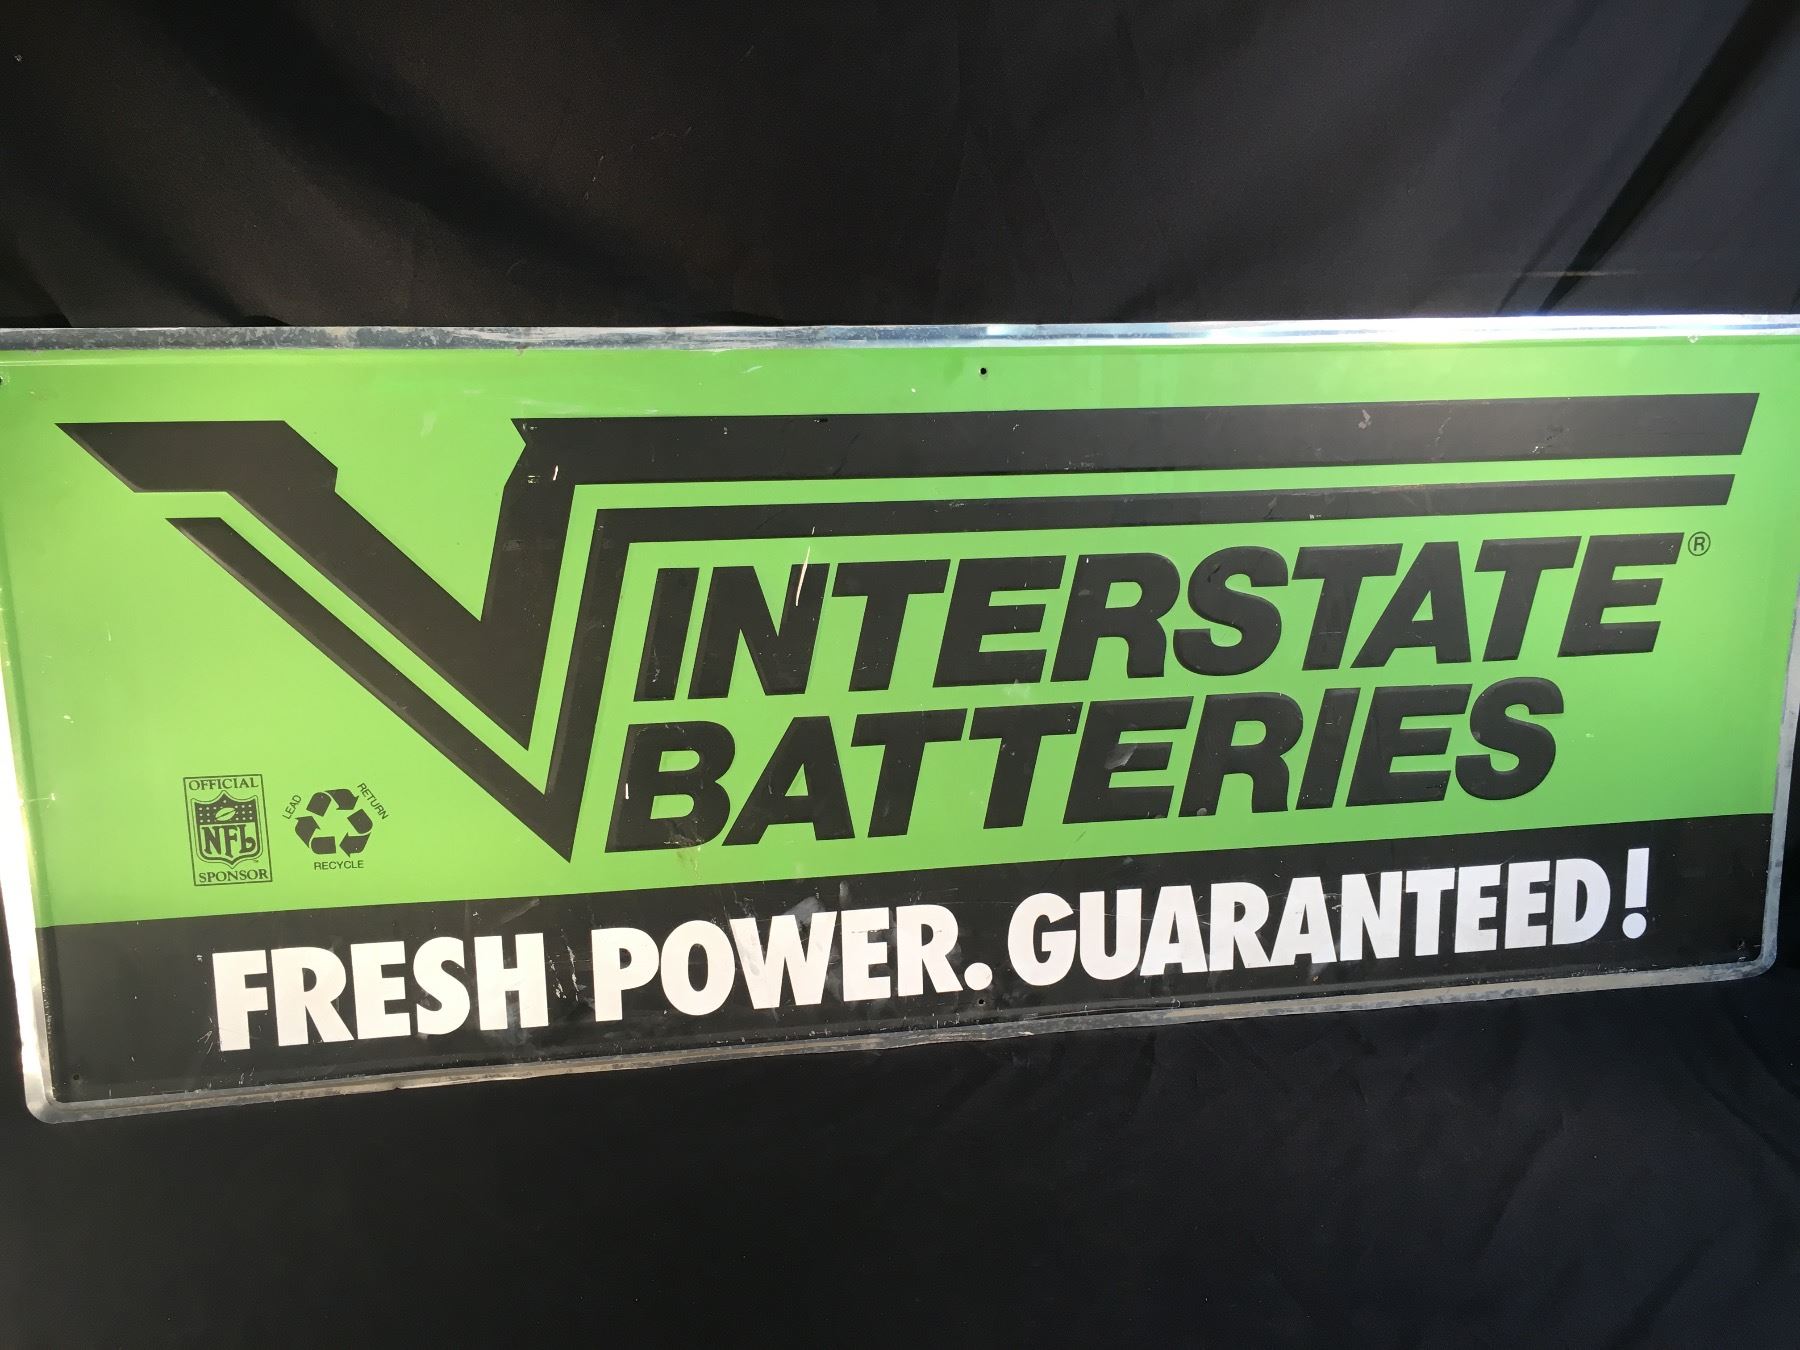 INTERSTATE®
BATTERIES
OFFICIAL
NFL
SPONSOR
LEAD
RETURN
RECYCLE
FRESH POWER. GUARANTEED!